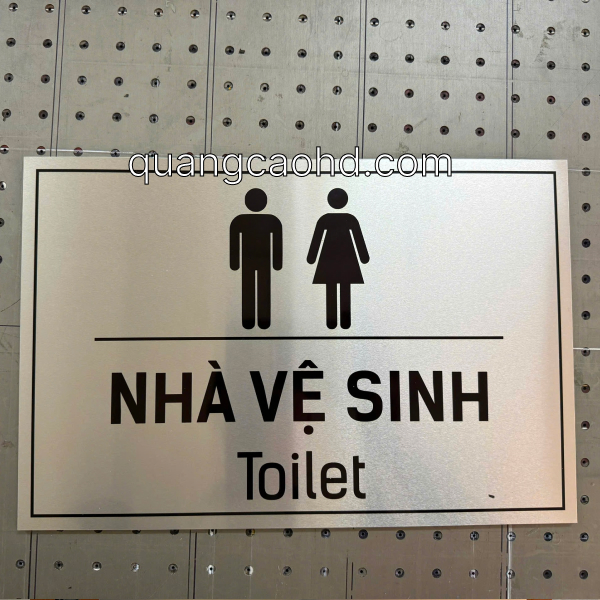 quangcaohd.com
NHÀ VỆ SINH
Toilet